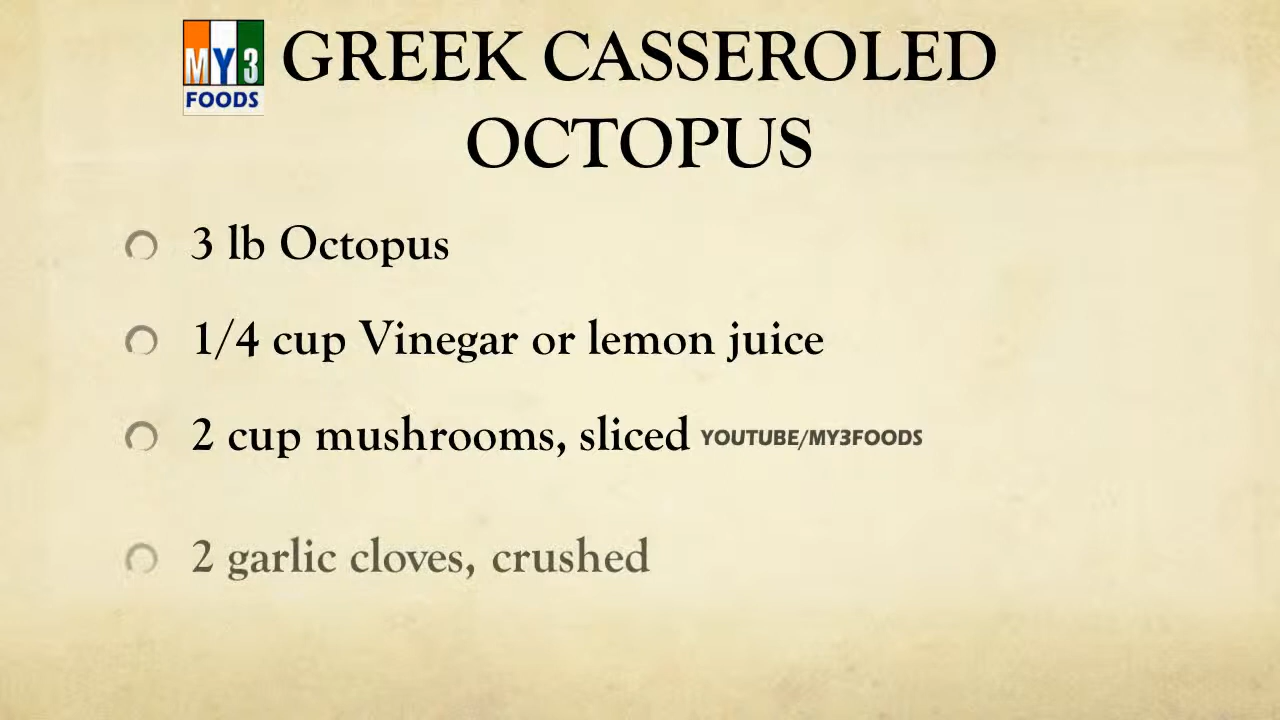 MY3
FOODS
GREEK CASSEROLED
OCTOPUS
3 lb Octopus
1/4 cup Vinegar or lemon juice
2 cup mushrooms, sliced
YOUTUBE/MY3FOODS
2 garlic cloves, crushed